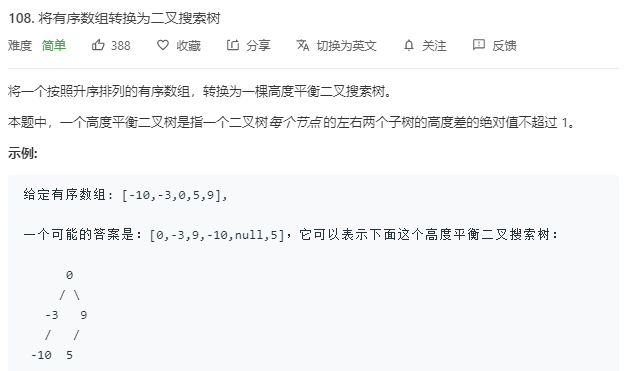 108. 将有序数组转换为二叉搜索树
难度 简单 388 收藏 分享 切换为英文 关注 反馈
将一个按照升序排列的有序数组，转换为一棵高度平衡二叉搜索树。
本题中，一个高度平衡二叉树是指一个二叉树每个节点的左右两个子树的高度差的绝对值不超过 1。
示例:
给定有序数组: [-10,-3,0,5,9],
一个可能的答案是：[0,-3,9,-10,null,5]，它可以表示下面这个高度平衡二叉搜索树：
0
/ \
-3 9
/ /
-10 5